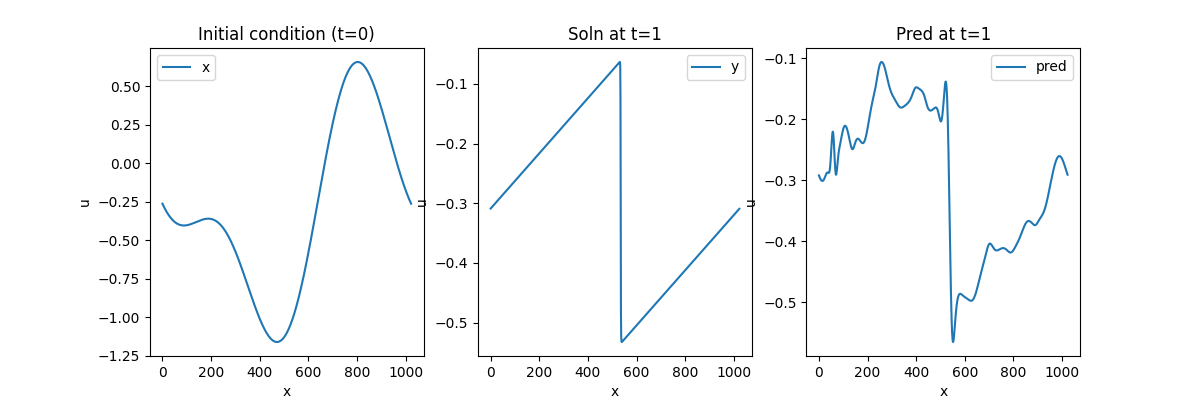 Initial condition (t=0)
x
0.50
0.25
0.00
−0.25
−0.50
−0.75
−1.00
−1.25
u
0 200 400 600 800 1000
x
Soln at t=1
y
−0.1
−0.2
−0.3
−0.4
−0.5
u
0 200 400 600 800 1000
x
Pred at t=1
pred
−0.1
−0.2
−0.3
−0.4
−0.5
u
0 200 400 600 800 1000
x